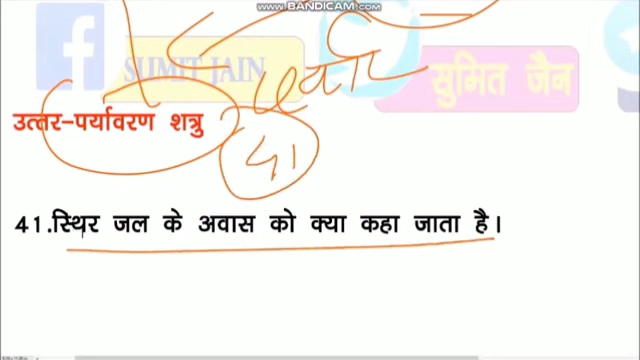 www.BANDICAM.com
SUMIT JAIN
सुमित जैन
उत्तर-पर्यावरण शत्रु
41
41.स्थिर जल के अवास को क्या कहा जाता है।